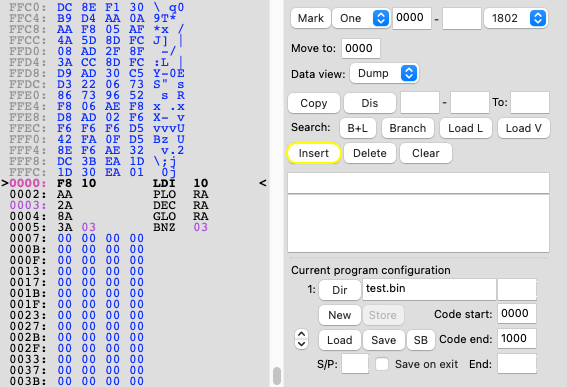 FFC0: DC 8E F1 30 \ q0
FFC4: B9 D4 AA 0A 9T*
FFC8: AA F8 05 AF *x /
FFCC: 4A 5D 8D FC J] |
FFD0: 08 AD 2F 8F -/
FFD4: 3A CC 8D FC :L |
FFD8: D9 AD 30 C5 Y-0E
FFDC: D3 22 06 73 S" s
FFE0: 86 73 96 52 s R
FFE4: F8 06 AE F8 x .x
FFE8: D8 AD 02 F6 X- v
FFEC: F6 F6 F6 D5 vvvU
FFF0: 42 FA 0F D5 Bz U
FFF4: 8E F6 AE 32 v.2
FFF8: DC 3B EA 1D \;j
FFFC: 1D 30 EA 01 0j
>0000: F8 10 LDI 10 <
0002: AA PLO RA
0003: 2A DEC RA
0004: 8A GLO RA
0005: 3A 03 BNZ 03
0007: 00 00 00 00
000B: 00 00 00 00
000F: 00 00 00 00
0013: 00 00 00 00
0017: 00 00 00 00
001B: 00 00 00 00
001F: 00 00 00 00
0023: 00 00 00 00
0027: 00 00 00 00
002B: 00 00 00 00
002F: 00 00 00 00
0033: 00 00 00 00
0037: 00 00 00 00
003B: 00 00 00 00
Mark One 0000 - 1802
Move to: 0000
Data view: Dump
Copy Dis - To:
Search: B+L Branch Load L Load V
Insert Delete Clear
Current program configuration
1: Dir test.bin
New Store Code start: 0000
Load Save SB Code end: 1000
S/P: Save on exit End: